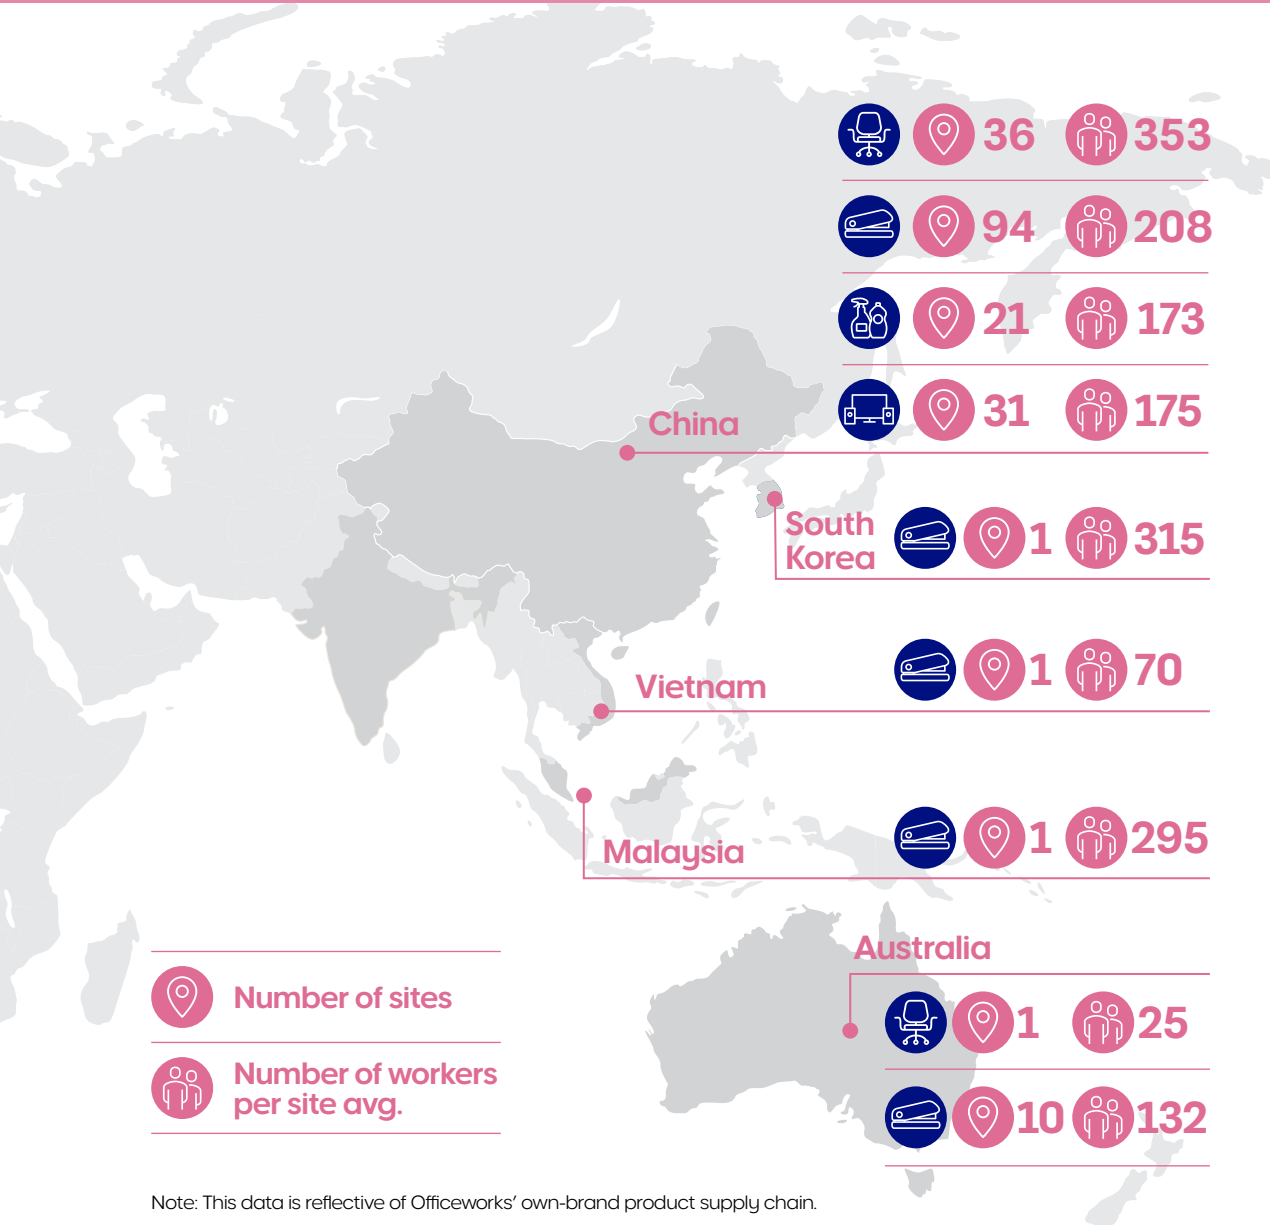 36 353
94 208
21 173
31 175
China
South
Korea
1 315
Vietnam
1 70
Malaysia
1 295
Australia
1 25
10 132
Number of sites
Number of workers
per site avg.
Note: This data is reflective of Officeworks’ own-brand product supply chain.